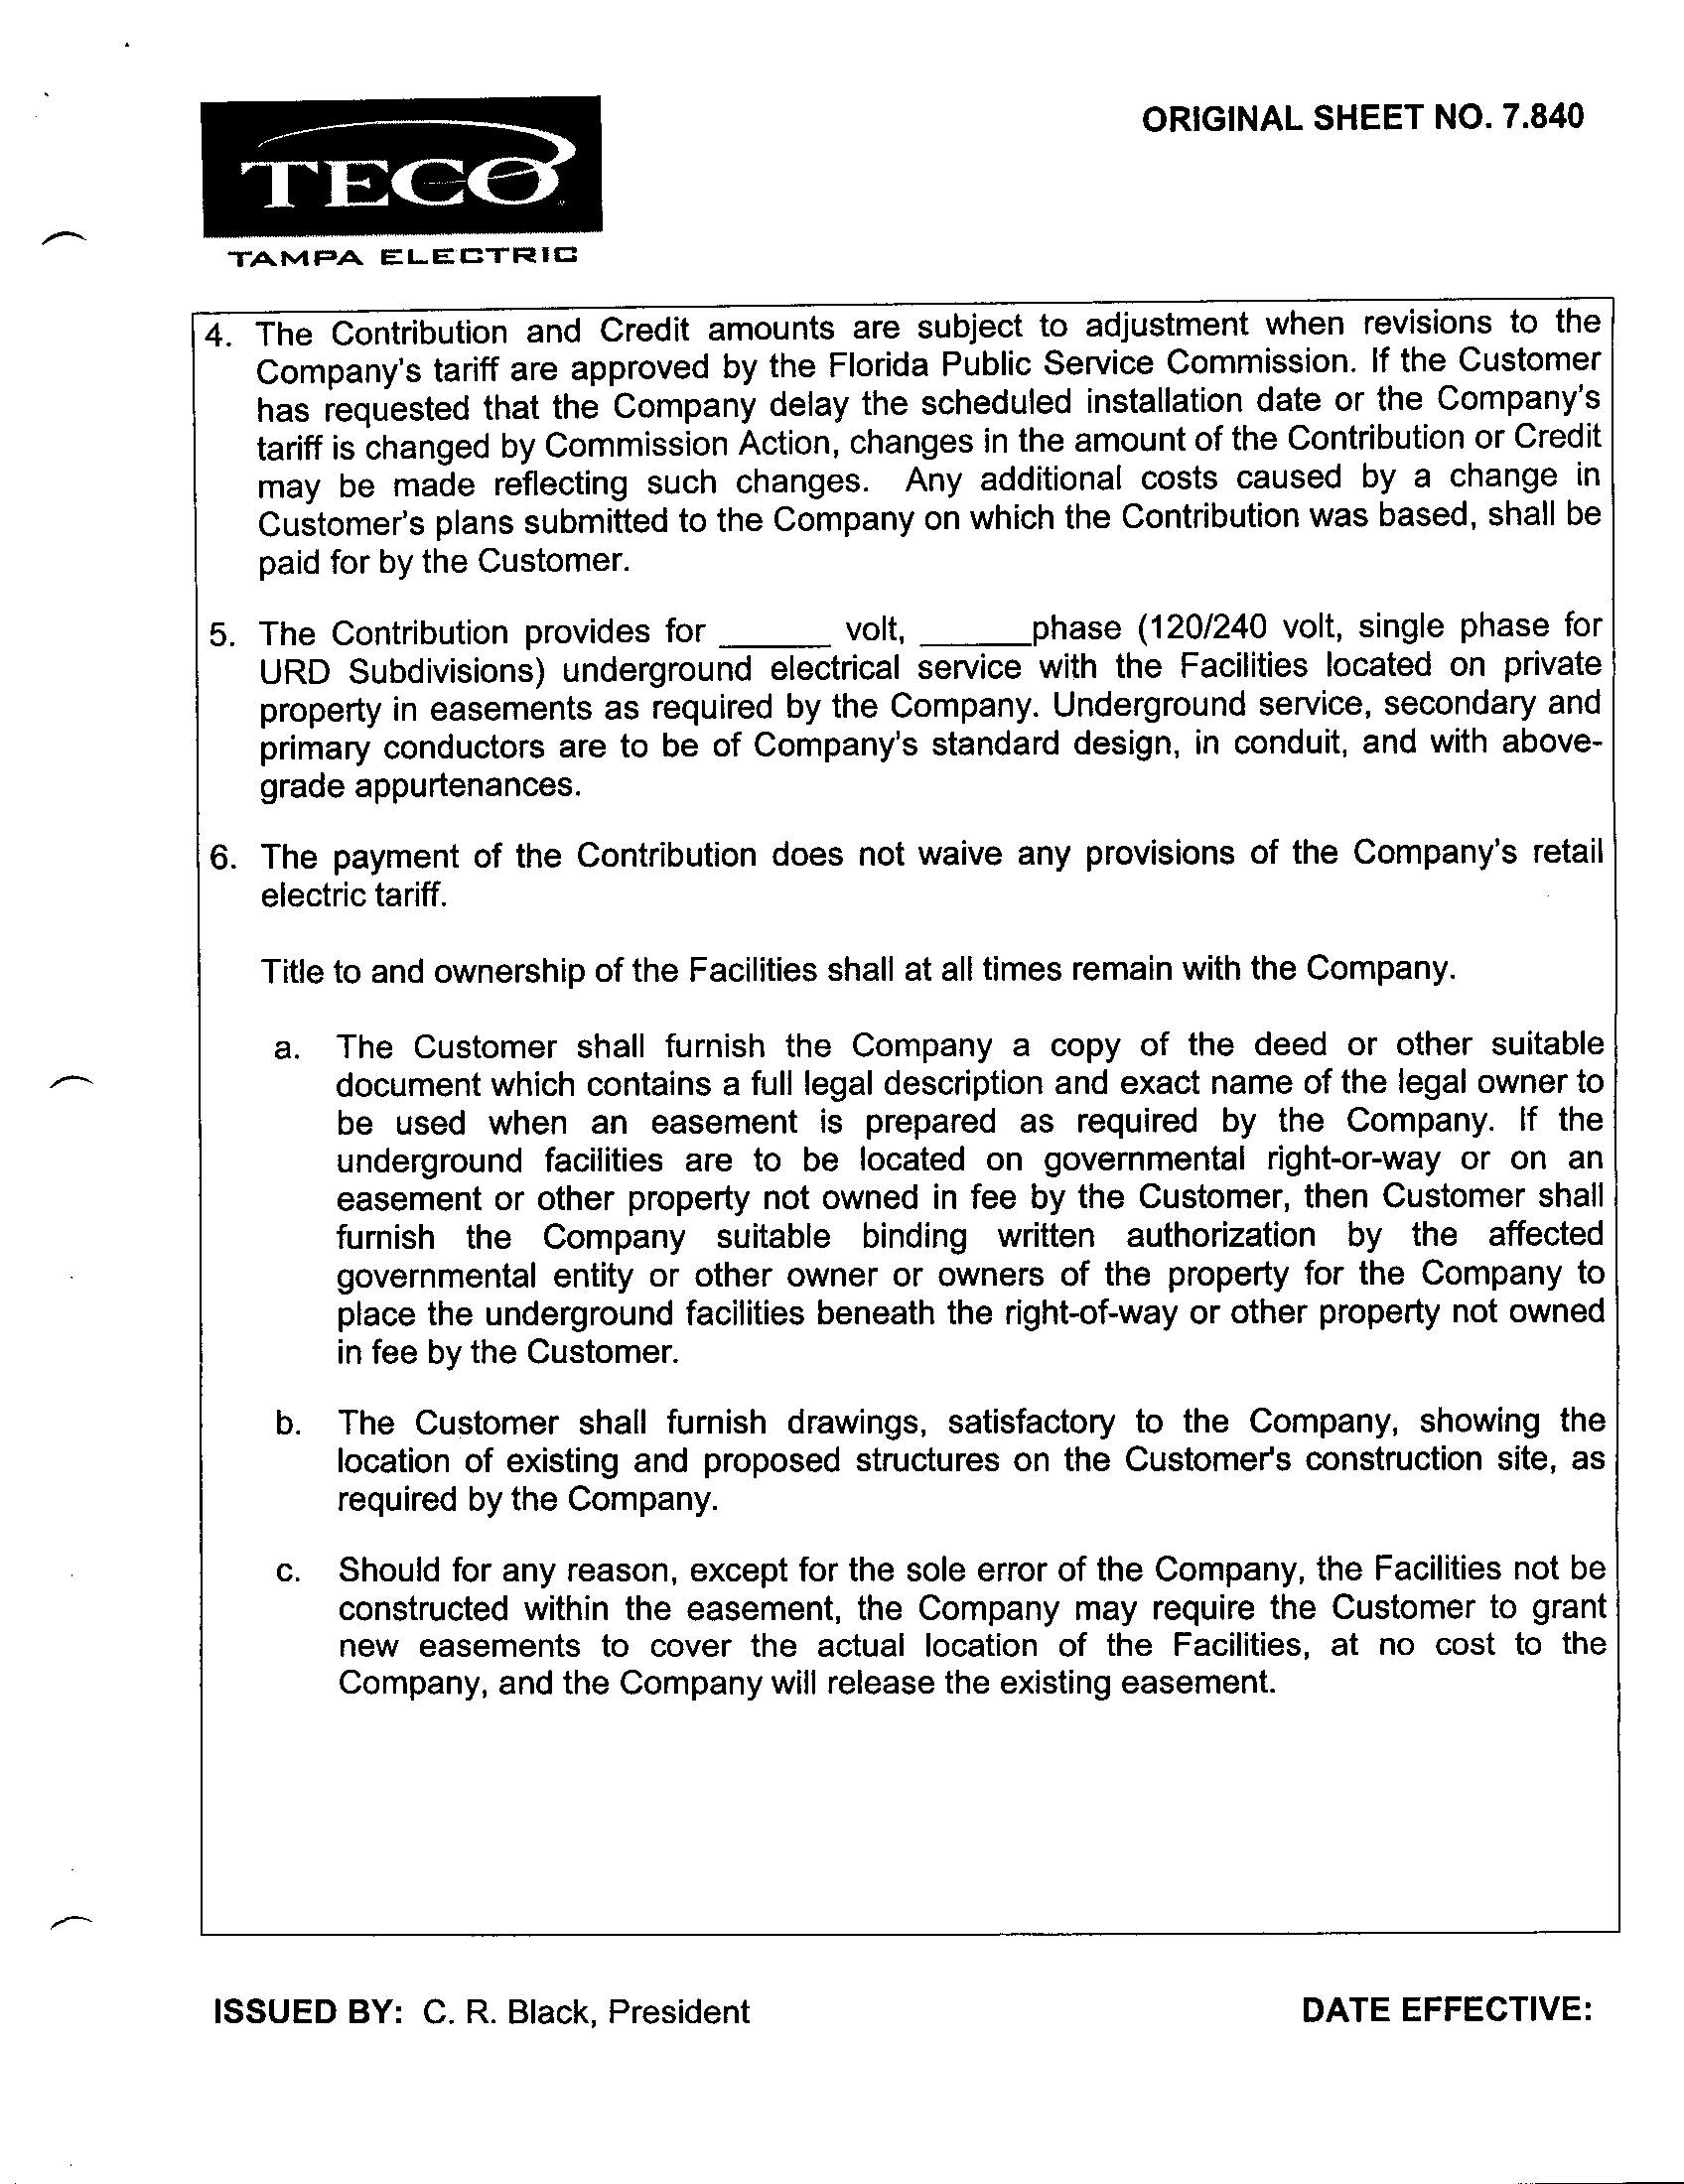 ORIGINAL SHEET NO. 7.840
TECO
TAMPA ELECTRIC
4. The Contribution and Credit amounts are subject to adjustment when revisions to the
Company's tariff are approved by the Florida Public Service Commission. If the Customer
has requested that the Company delay the scheduled installation date or the Company's
tariff is changed by Commission Action, changes in the amount of the Contribution or Credit
may be made reflecting such changes. Any additional costs caused by a change in
Customer's plans submitted to the Company on which the Contribution was based, shall be
paid for by the Customer.
5. The Contribution provides for ______ volt, ______phase (120/240 volt, single phase for
URD Subdivisions) underground electrical service with the Facilities located on private
property in easements as required by the Company. Underground service, secondary and
primary conductors are to be of Company's standard design, in conduit, and with above-
grade appurtenances.
6. The payment of the Contribution does not waive any provisions of the Company's retail
electric tariff.
Title to and ownership of the Facilities shall at all times remain with the Company.
a. The Customer shall furnish the Company a copy of the deed or other suitable
document which contains a full legal description and exact name of the legal owner to
be used when an easement is prepared as required by the Company. If the
underground facilities are to be located on governmental right-or-way or on an
easement or other property not owned in fee by the Customer, then Customer shall
furnish the Company suitable binding written authorization by the affected
governmental entity or other owner or owners of the property for the Company to
place the underground facilities beneath the right-of-way or other property not owned
in fee by the Customer.
b. The Customer shall furnish drawings, satisfactory to the Company, showing the
location of existing and proposed structures on the Customer's construction site, as
required by the Company.
c. Should for any reason, except for the sole error of the Company, the Facilities not be
constructed within the easement, the Company may require the Customer to grant
new easements to cover the actual location of the Facilities, at no cost to the
Company, and the Company will release the existing easement.
ISSUED BY: C. R. Black, President
DATE EFFECTIVE: